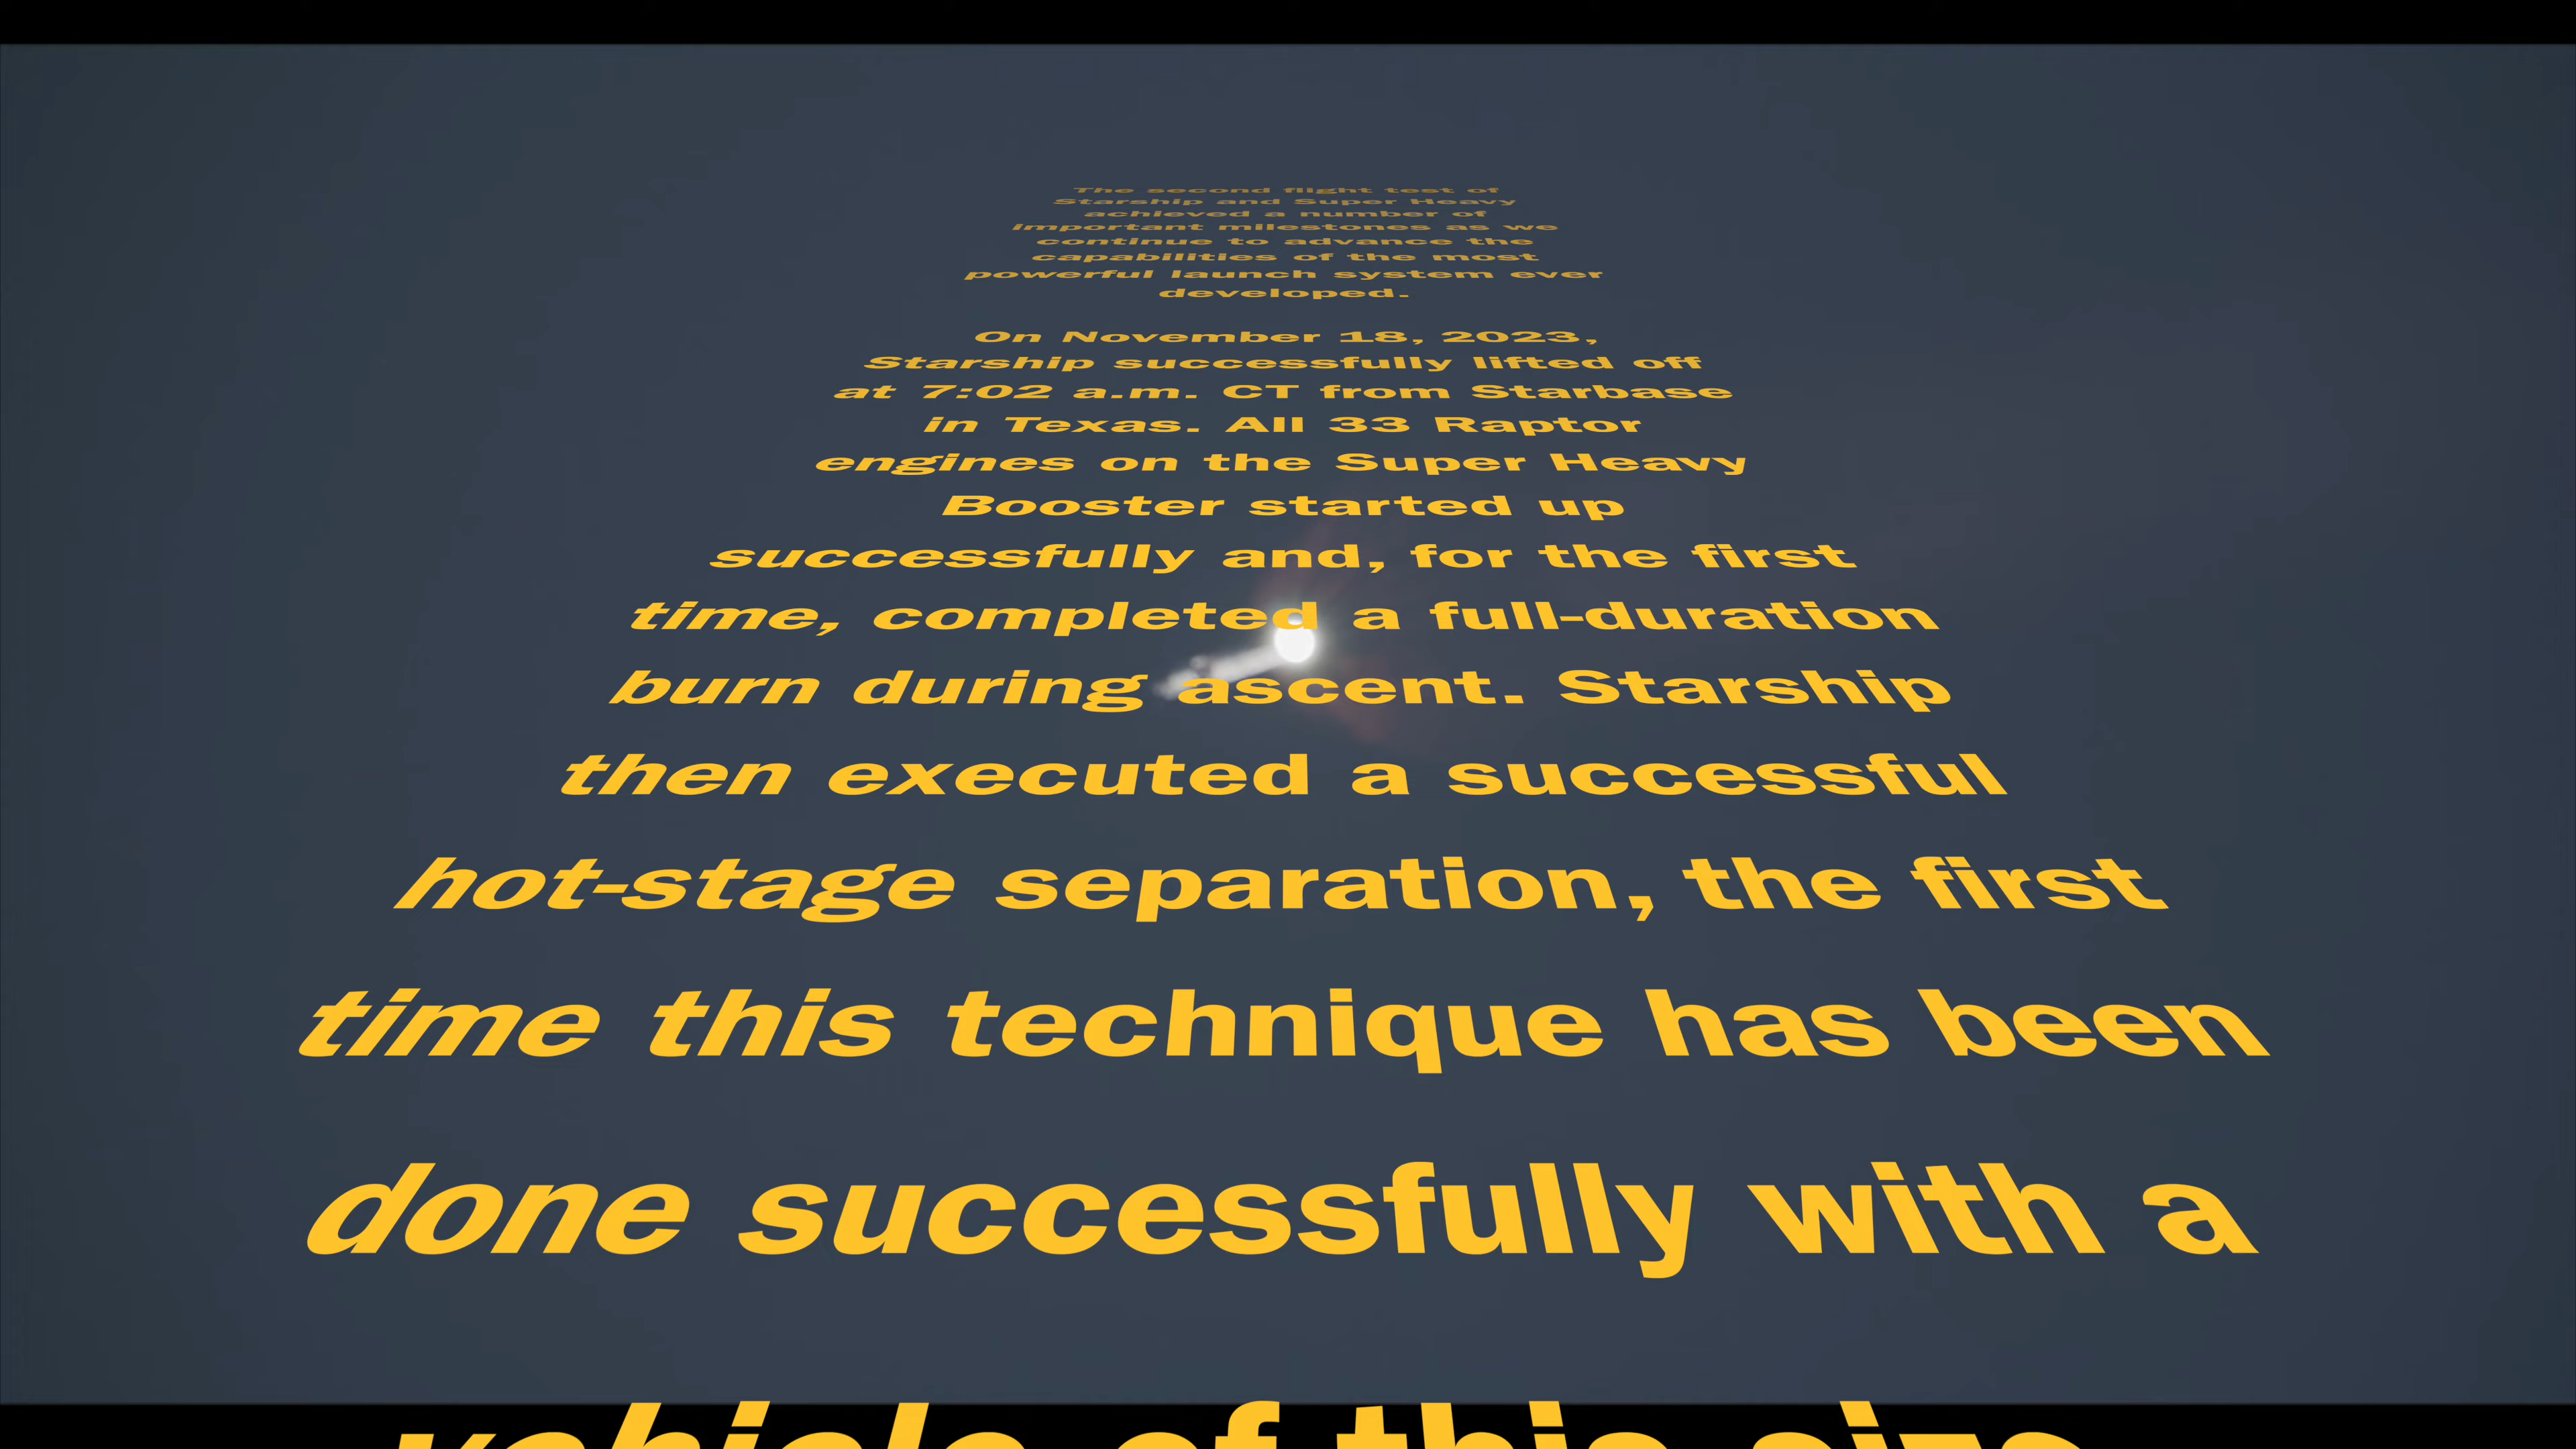 The second flight test of
Starship and Super Heavy
achieved a number of
important milestones as we
continue to advance the
capabilities of the most
powerful launch system ever
developed.
On November 18, 2023,
Starship successfully lifted off
at 7:02 a.m. CT from Starbase
in Texas. All 33 Raptor
engines on the Super Heavy
Booster started up
successfully and, for the first
time, completed a full-duration
burn during ascent. Starship
then executed a successful
hot-stage separation, the first
time this technique has been
done successfully with a
vehicle of this size